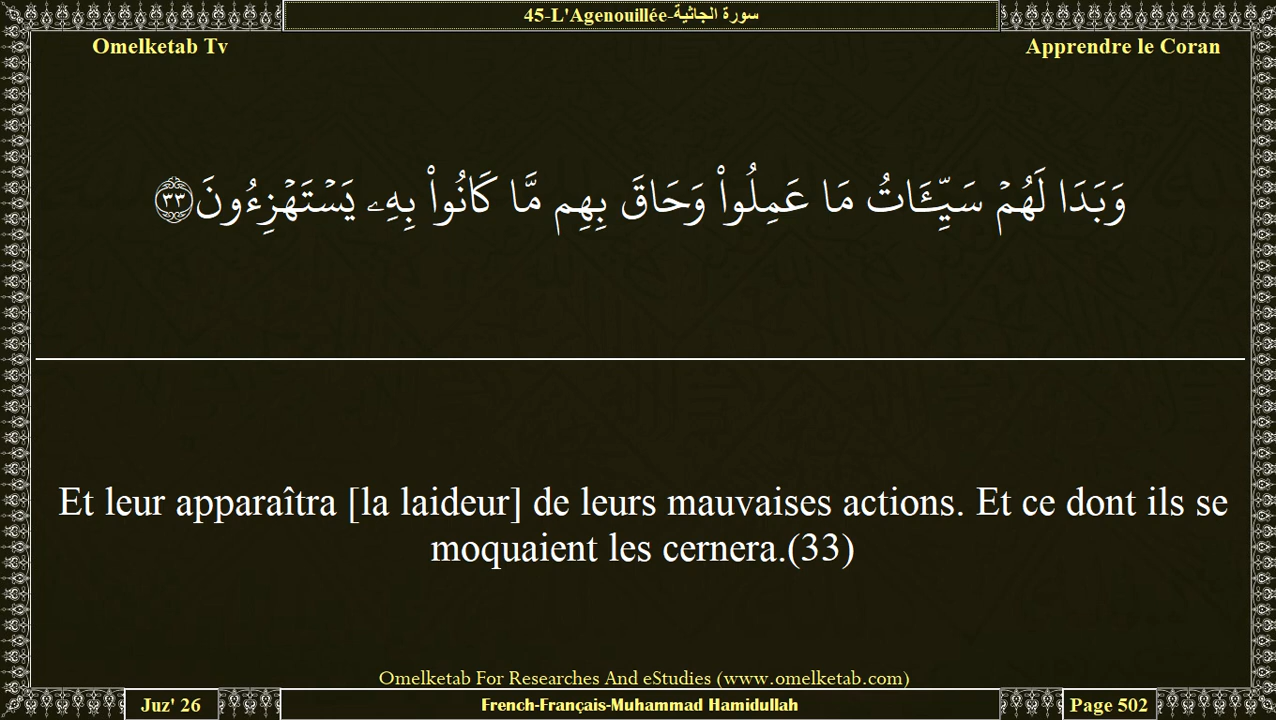 45-L'Agenouillée-سورة الجاثية
Omelketab Tv
Apprendre le Coran
وَبَدَا لَهُمْ سَيِّـَٔاتُ مَا عَمِلُوا۟ وَحَاقَ بِهِم مَّا كَانُوا۟ بِهِۦ يَسْتَهْزِءُونَ ٣٣
Et leur apparaîtra [la laideur] de leurs mauvaises actions. Et ce dont ils se
moquaient les cernera.(33)
Omelketab For Researches And eStudies (www.omelketab.com)
Juz' 26
French-Français-Muhammad Hamidullah
Page 502